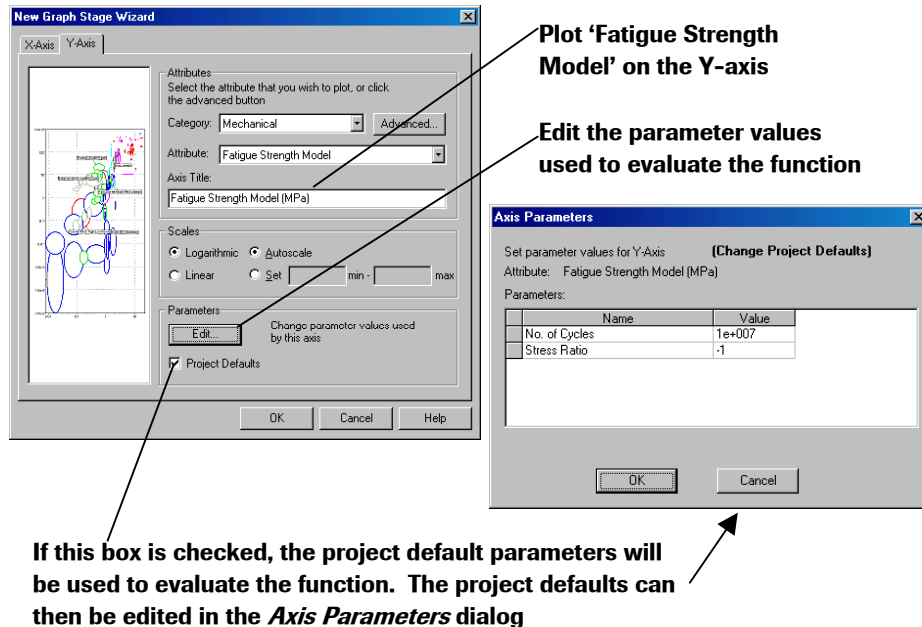 New Graph Stage Wizard
X-Axis Y-Axis
Attributes
Select the attribute that you wish to plot, or click
the advanced button
Category: Mechanical Advanced...
Attribute: Fatigue Strength Model
Axis Title:
Fatigue Strength Model (MPa)
Scales
Logarithmic Autoscale
Linear Set min - max
Parameters
Edit... Change parameter values used
by this axis
Project Defaults
OK Cancel Help
Plot ‘Fatigue Strength
Model’ on the Y-axis
Edit the parameter values
used to evaluate the function
Axis Parameters
Set parameter values for Y-Axis (Change Project Defaults)
Attribute: Fatigue Strength Model (MPa)
Parameters:
Name Value
No. of Cycles 1e+007
Stress Ratio -1
OK Cancel
If this box is checked, the project default parameters will
be used to evaluate the function. The project defaults can
then be edited in the Axis Parameters dialog